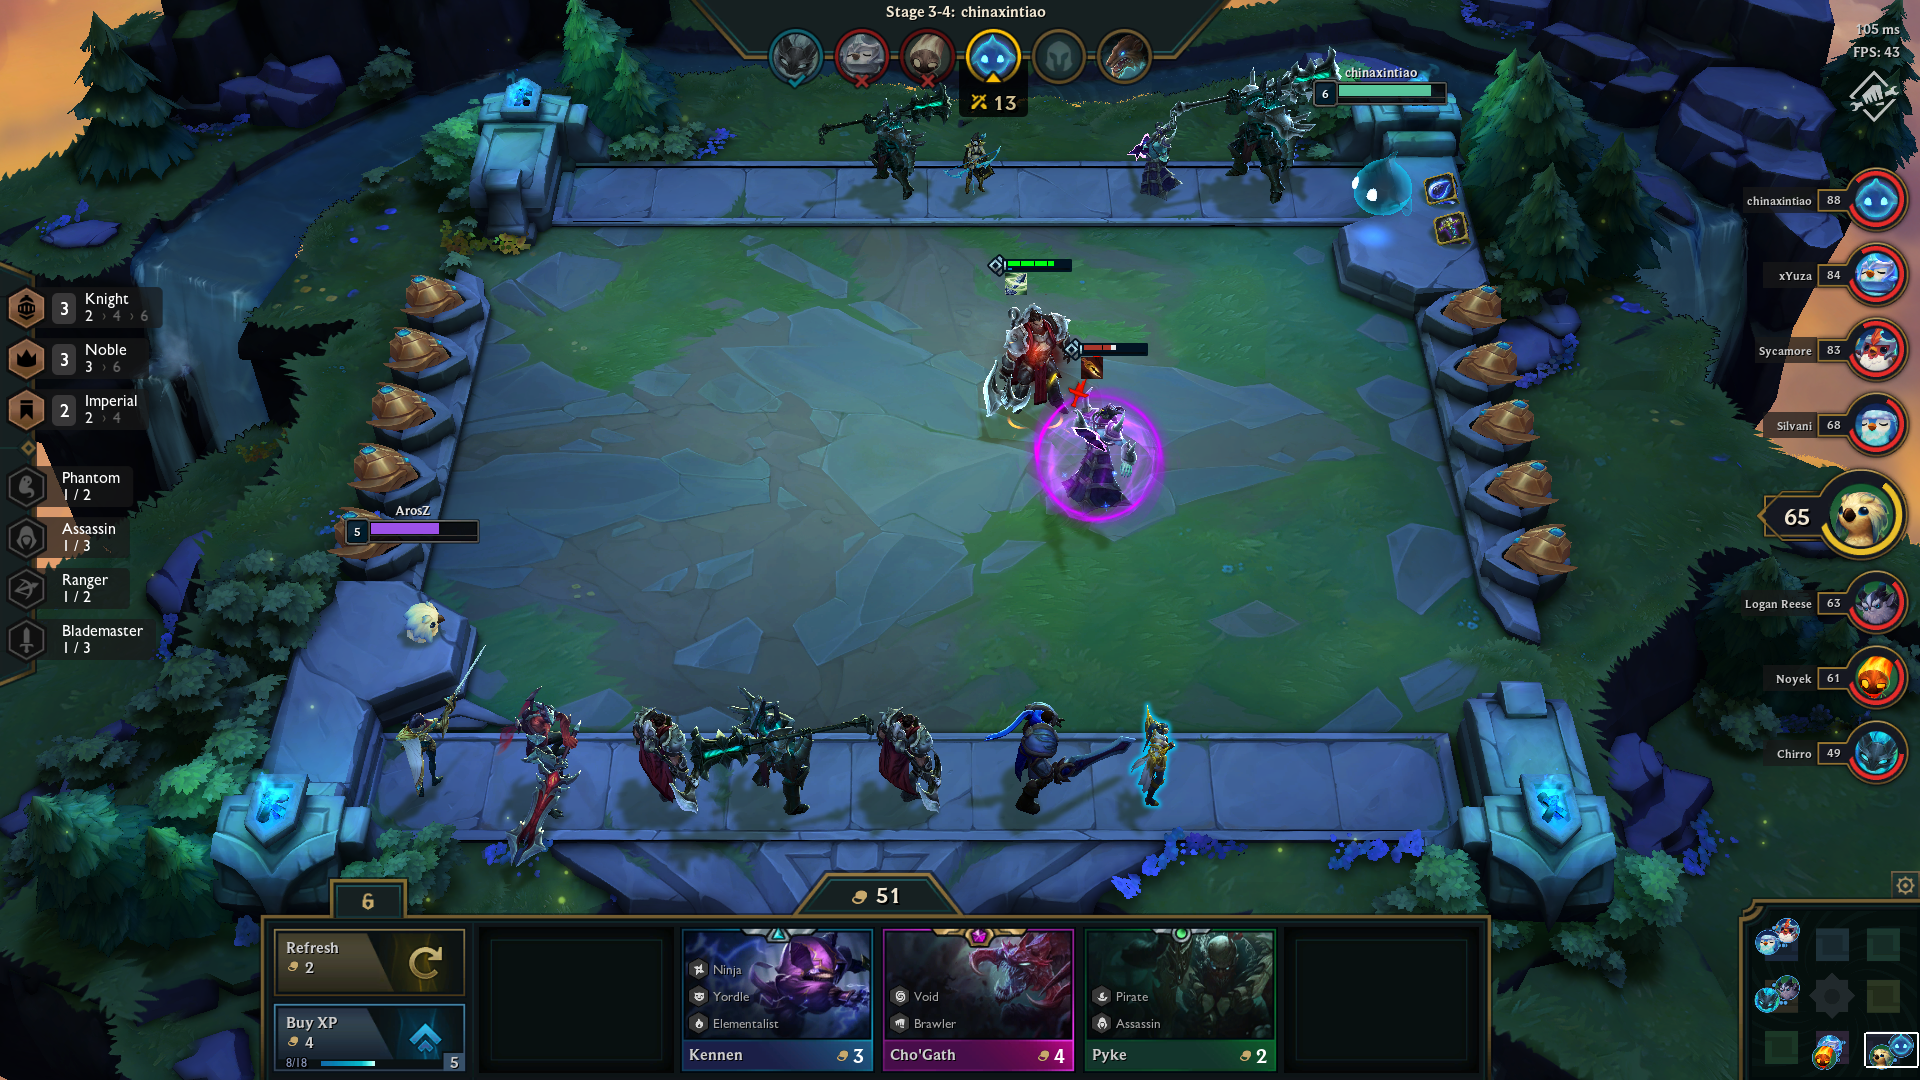 Stage 3-4: chinaxintiao
105 ms
FPS: 43
13
chinaxintiao
6
chinaxintiao 88
xYuza 84
Sycamore 83
Silvani 68
65
Logan Reese 63
Noyek 61
Chirro 49
3 Knight
2 › 4 › 6
3 Noble
3 › 6
2 Imperial
2 › 4
Phantom
1 / 2
Assassin
1 / 3
Ranger
1 / 2
Blademaster
1 / 3
ArosZ
5
6
51
Refresh
2
Buy XP
4
8/18
5
Ninja
Yordle
Elementalist
Kennen 3
Void
Brawler
Cho'Gath 4
Pirate
Assassin
Pyke 2